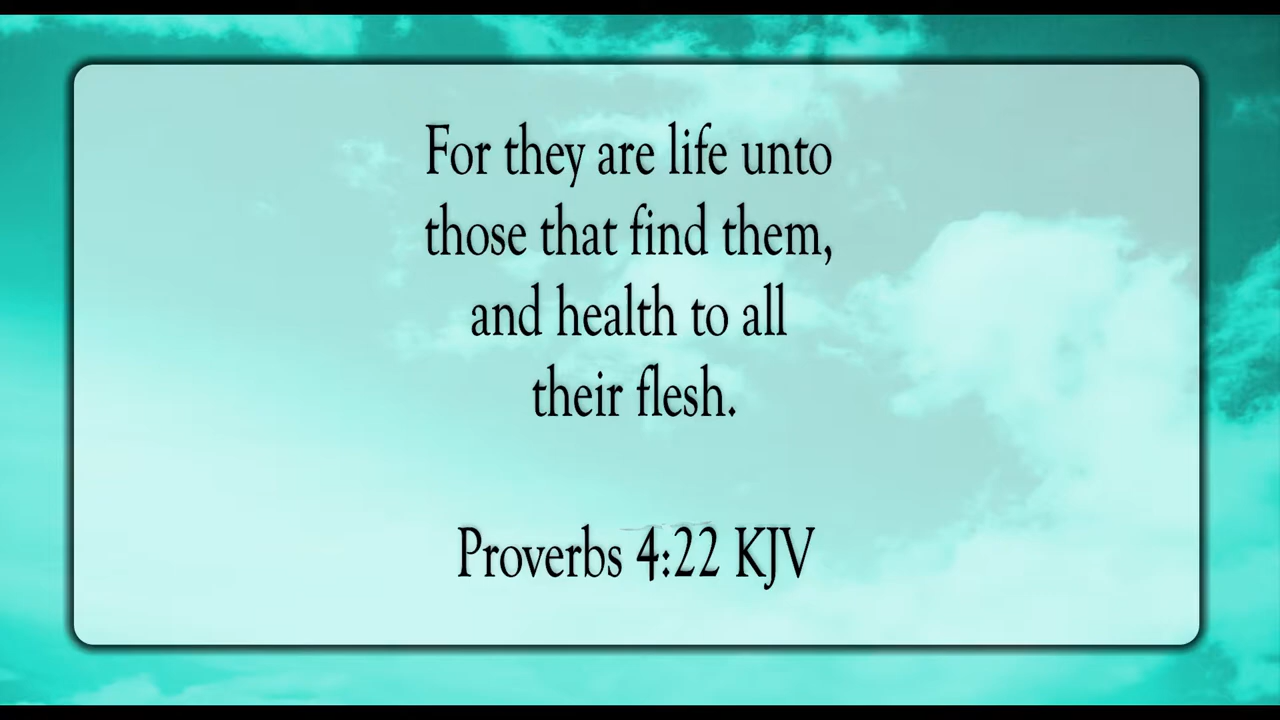 For they are life unto
those that find them,
and health to all
their flesh.
Proverbs 4:22 KJV